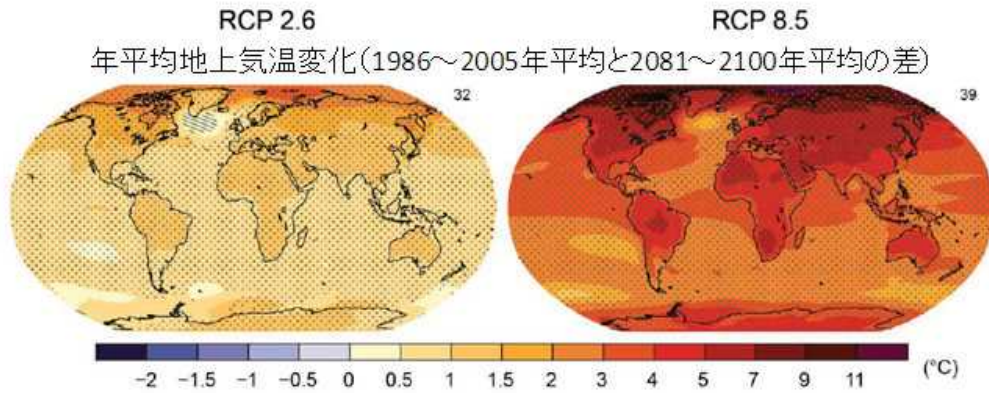 RCP 2.6 RCP 8.5
年平均地上気温変化(1986～2005年平均と2081～2100年平均の差)
32 39
−2 −1.5 −1 −0.5 0 0.5 1 1.5 2 3 4 5 7 9 11 (°C)